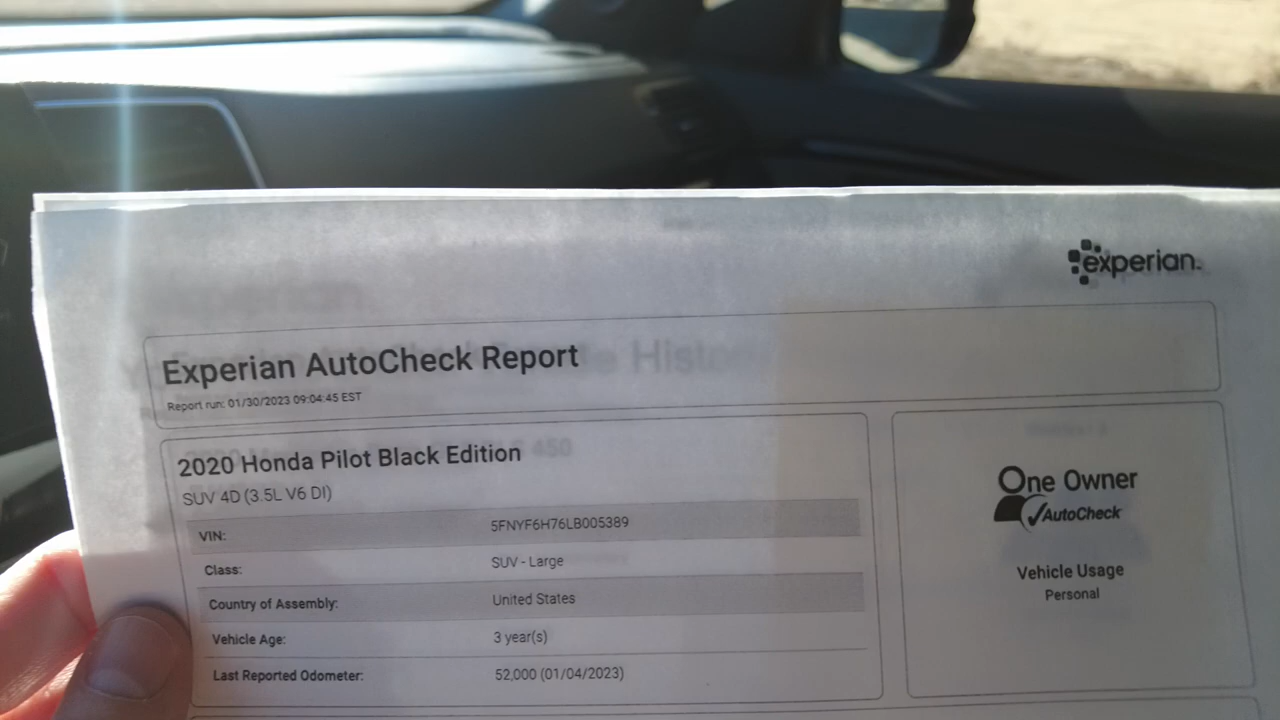 experian.
Experian AutoCheck Report
Report run: 01/30/2023 09:04:45 EST
2020 Honda Pilot Black Edition
SUV 4D (3.5L V6 DI)
VIN: 5FNYF6H76LB005389
Class: SUV - Large
Country of Assembly: United States
Vehicle Age: 3 year(s)
Last Reported Odometer: 52,000 (01/04/2023)
One Owner
AutoCheck
Vehicle Usage
Personal